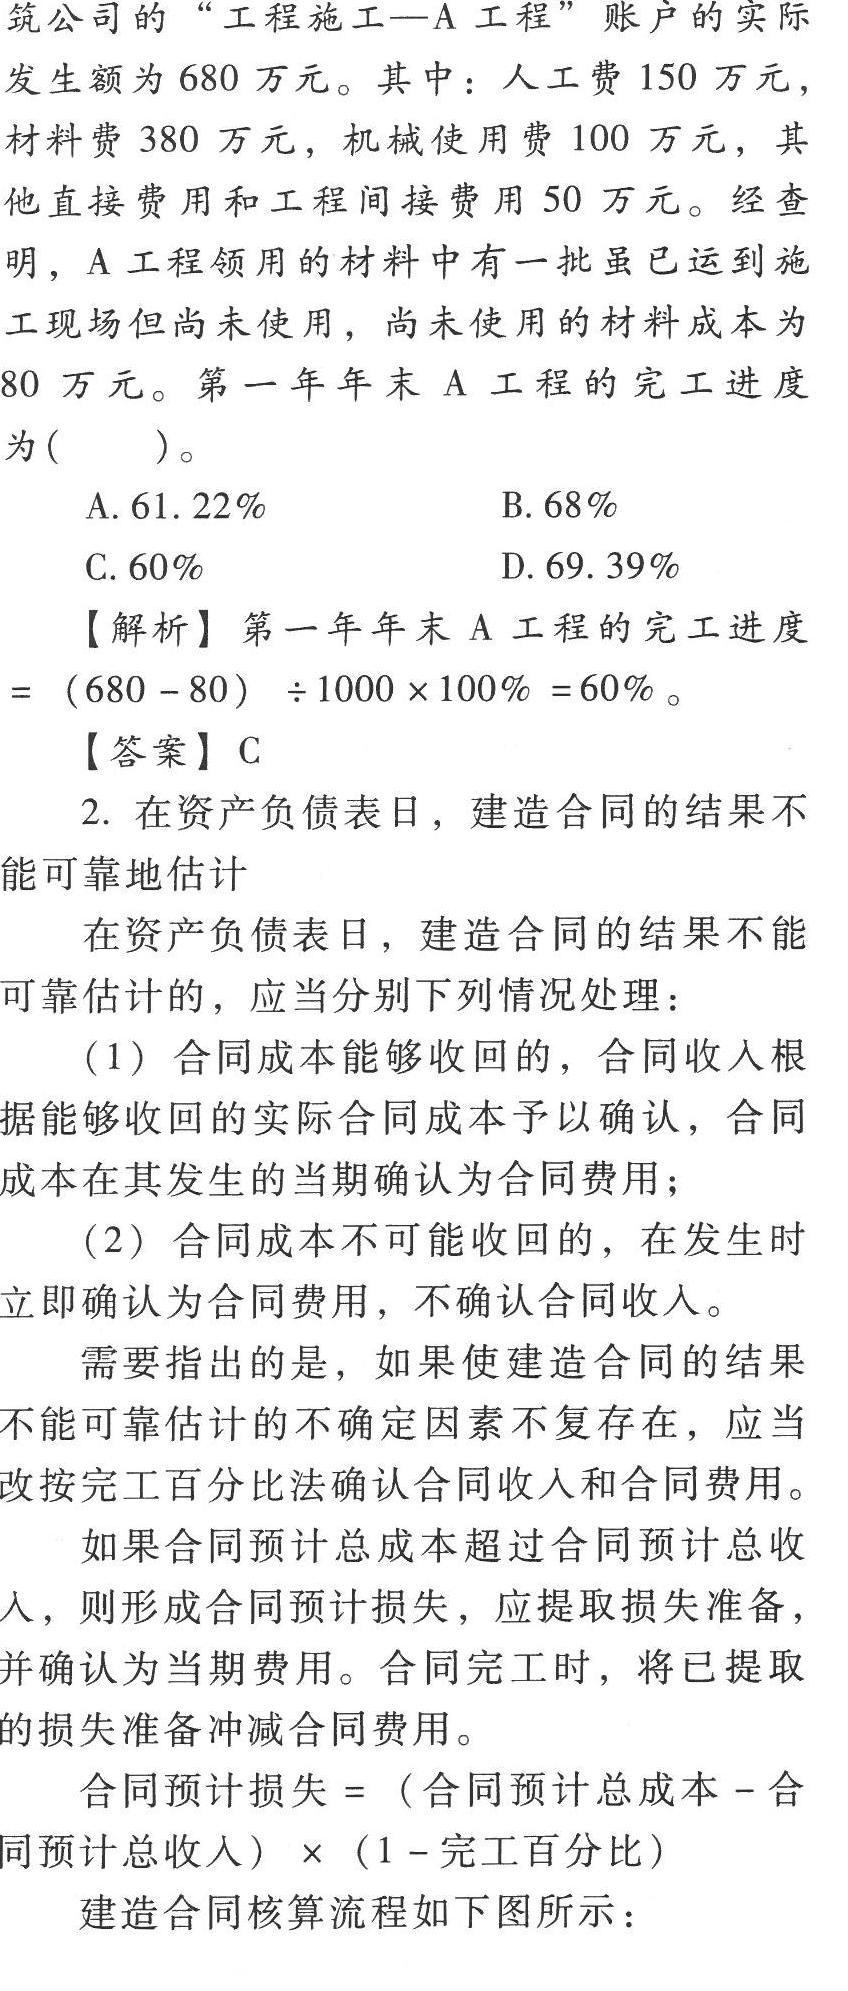 筑公司的“工程施工—A 工程”账户的实际
发生额为 680 万元。其中：人工费 150 万元，
材料费 380 万元，机械使用费 100 万元，其
他直接费用和工程间接费用 50 万元。经查
明，A 工程领用的材料中有一批虽已运到施
工现场但尚未使用，尚未使用的材料成本为
80 万元。第一年年末 A 工程的完工进度
为(　　)。
A. 61. 22%　　B. 68%
C. 60%　　D. 69. 39%
【解析】第一年年末 A 工程的完工进度
= （680 - 80） ÷ 1000 × 100% = 60% 。
【答案】C
2. 在资产负债表日，建造合同的结果不
能可靠地估计
在资产负债表日，建造合同的结果不能
可靠估计的，应当分别下列情况处理：
（1）合同成本能够收回的，合同收入根
据能够收回的实际合同成本予以确认，合同
成本在其发生的当期确认为合同费用；
（2）合同成本不可能收回的，在发生时
立即确认为合同费用，不确认合同收入。
需要指出的是，如果使建造合同的结果
不能可靠估计的不确定因素不复存在，应当
改按完工百分比法确认合同收入和合同费用。
如果合同预计总成本超过合同预计总收
入，则形成合同预计损失，应提取损失准备，
并确认为当期费用。合同完工时，将已提取
的损失准备冲减合同费用。
合同预计损失 = （合同预计总成本 - 合
同预计总收入） × （1 - 完工百分比）
建造合同核算流程如下图所示：